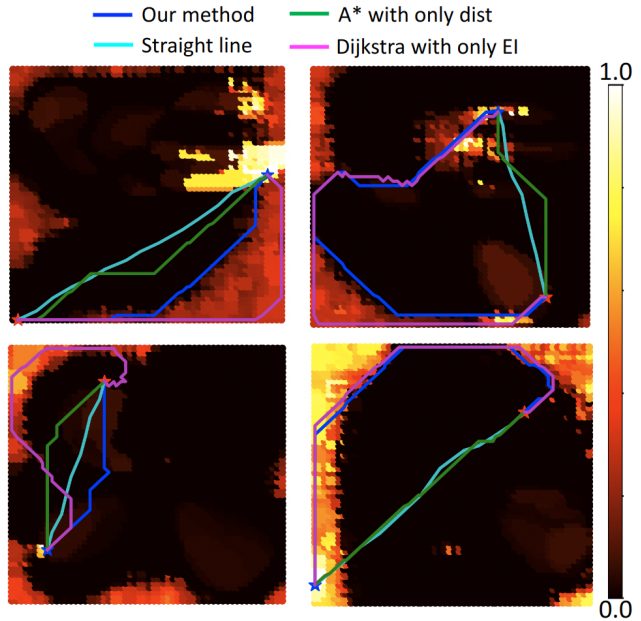 Our method
A* with only dist
Straight line
Dijkstra with only EI
1.0
0.0